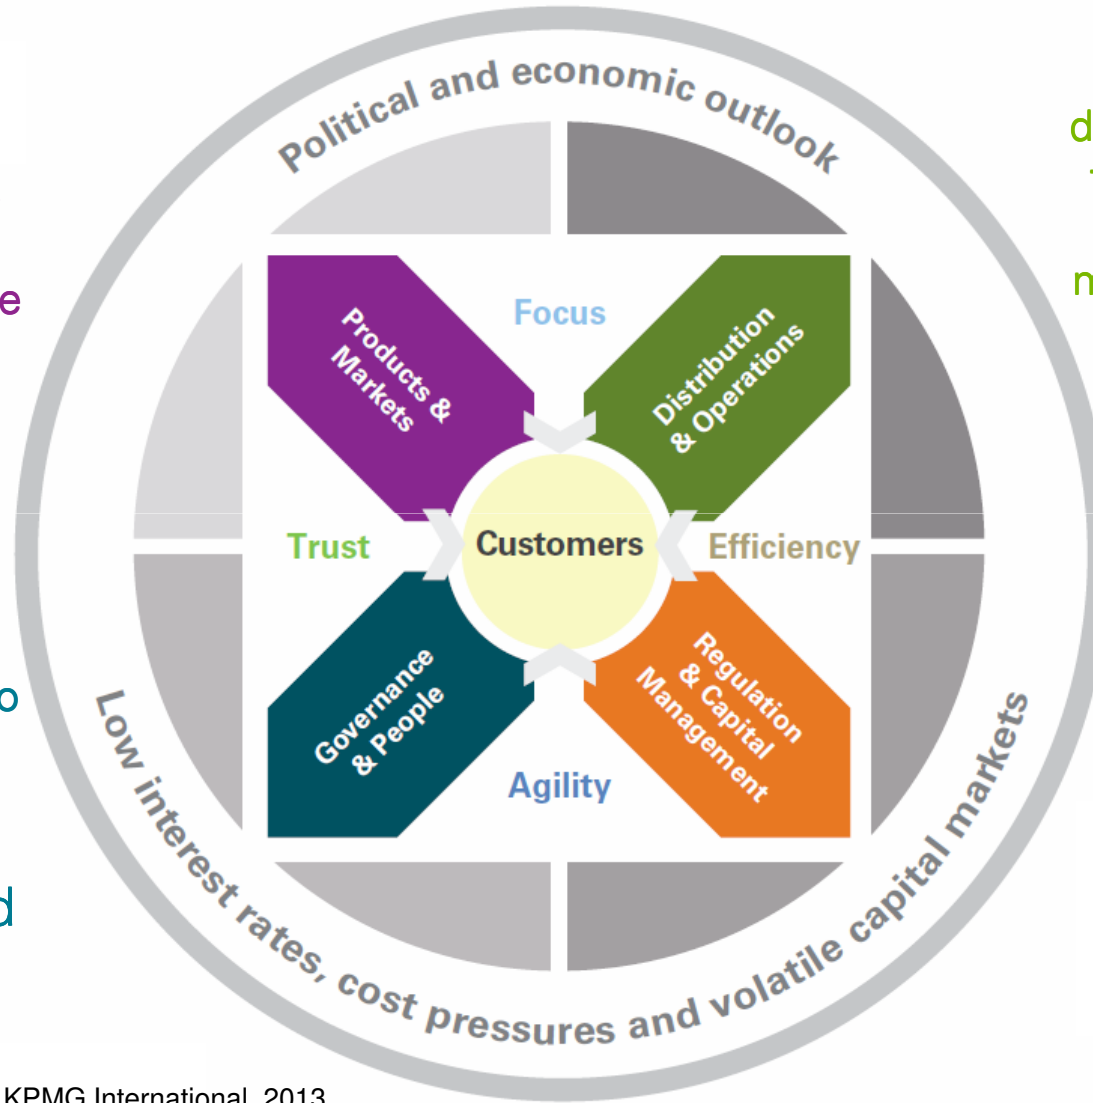 Political and economic outlook
d
e
m
Focus
Products &
Markets
Distribution
& Operations
Trust
Customers
Efficiency
Governance
& People
Regulation
& Capital
Management
o
Agility
d
Low interest rates, cost pressures and volatile capital markets
KPMG International, 2013